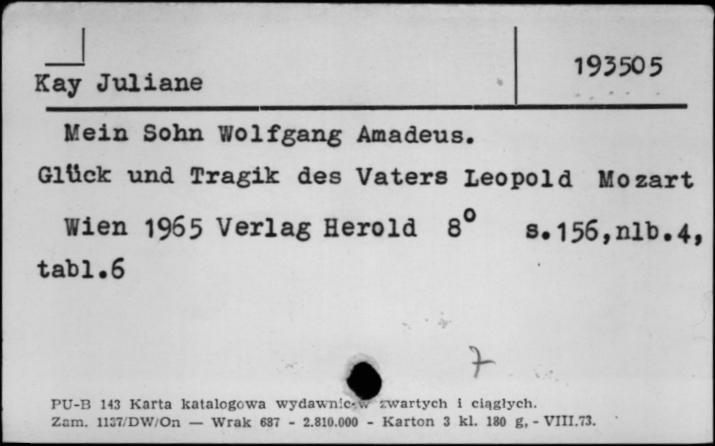 193505
Kay Juliane
Mein Sohn Wolfgang Amadeus.
Glück und Tragik des Vaters Leopold Mozart
Wien 1965 Verlag Herold 8° s.156,nlb.4,
tabl.6
7
PU-B 143 Karta katalogowa wydawnictw zwartych i ciągłych.
Zam. 1137/DW/On — Wrak 687 - 2.810.000 - Karton 3 kl. 180 g, - VIII.73.